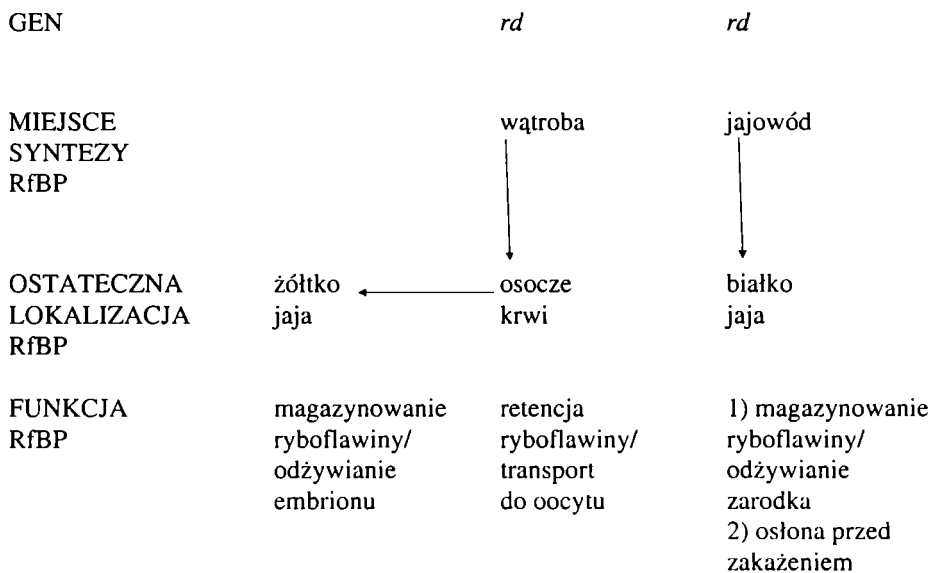 GEN rd rd
MIEJSCE wątroba jajowód
SYNTEZY
RfBP
OSTATECZNA żółtko osocze białko
LOKALIZACJA jaja krwi jaja
RfBP
FUNKCJA magazynowanie retencja 1) magazynowanie
RfBP ryboflawiny/ ryboflawiny/ ryboflawiny/
odżywianie transport odżywianie
embrionu do oocytu zarodka
2) osłona przed
zakażeniem